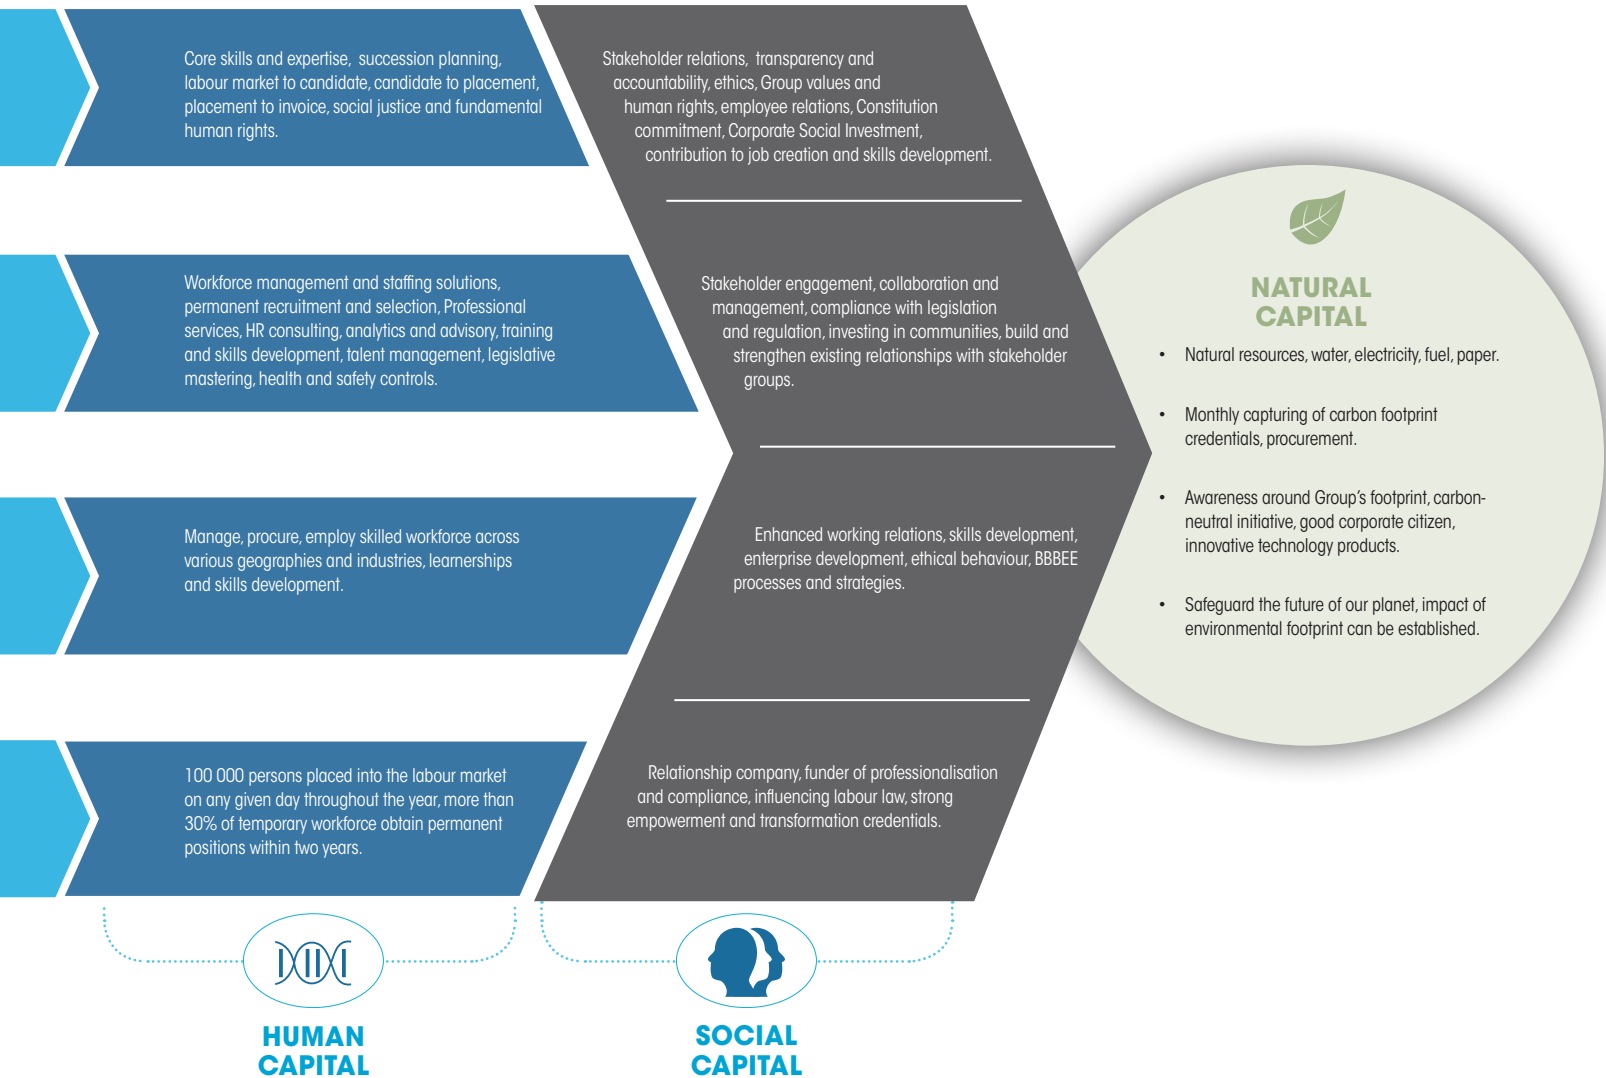 Core skills and expertise, succession planning,
labour market to candidate, candidate to placement,
placement to invoice, social justice and fundamental
human rights.
Stakeholder relations, transparency and
accountability, ethics, Group values and
human rights, employee relations, Constitution
commitment, Corporate Social Investment,
contribution to job creation and skills development.
Workforce management and staffing solutions,
permanent recruitment and selection, Professional
services, HR consulting, analytics and advisory, training
and skills development, talent management, legislative
mastering, health and safety controls.
Stakeholder engagement, collaboration and
management, compliance with legislation
and regulation, investing in communities, build and
strengthen existing relationships with stakeholder
groups.
Manage, procure, employ skilled workforce across
various geographies and industries, learnerships
and skills development.
Enhanced working relations, skills development,
enterprise development, ethical behaviour, BBBEE
processes and strategies.
100 000 persons placed into the labour market
on any given day throughout the year, more than
30% of temporary workforce obtain permanent
positions within two years.
Relationship company, funder of professionalisation
and compliance, influencing labour law, strong
empowerment and transformation credentials.
NATURAL
CAPITAL
• Natural resources, water, electricity, fuel, paper.
• Monthly capturing of carbon footprint
credentials, procurement.
• Awareness around Group's footprint, carbon-
neutral initiative, good corporate citizen,
innovative technology products.
• Safeguard the future of our planet, impact of
environmental footprint can be established.
HUMAN
CAPITAL
SOCIAL
CAPITAL